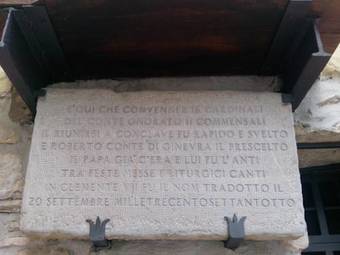 E QUI CHE CONVENNER 15 CARDINALI
DEL CONTE ONORATO II COMMENSALI
IL RIUNIRSI A CONCLAVE FU RAPIDO E SVELTO
E ROBERTO CONTE DI GINEVRA IL PRESCELTO
IL PAPA GIA' C'ERA E LUI FU L'ANTI
TRA FESTE MESSE E LITURGICI CANTI
IN CLEMENTE VII FU IL NOM TRADOTTO IL
20 SETTEMBRE MILLETRECENTOSETTANTOTTO